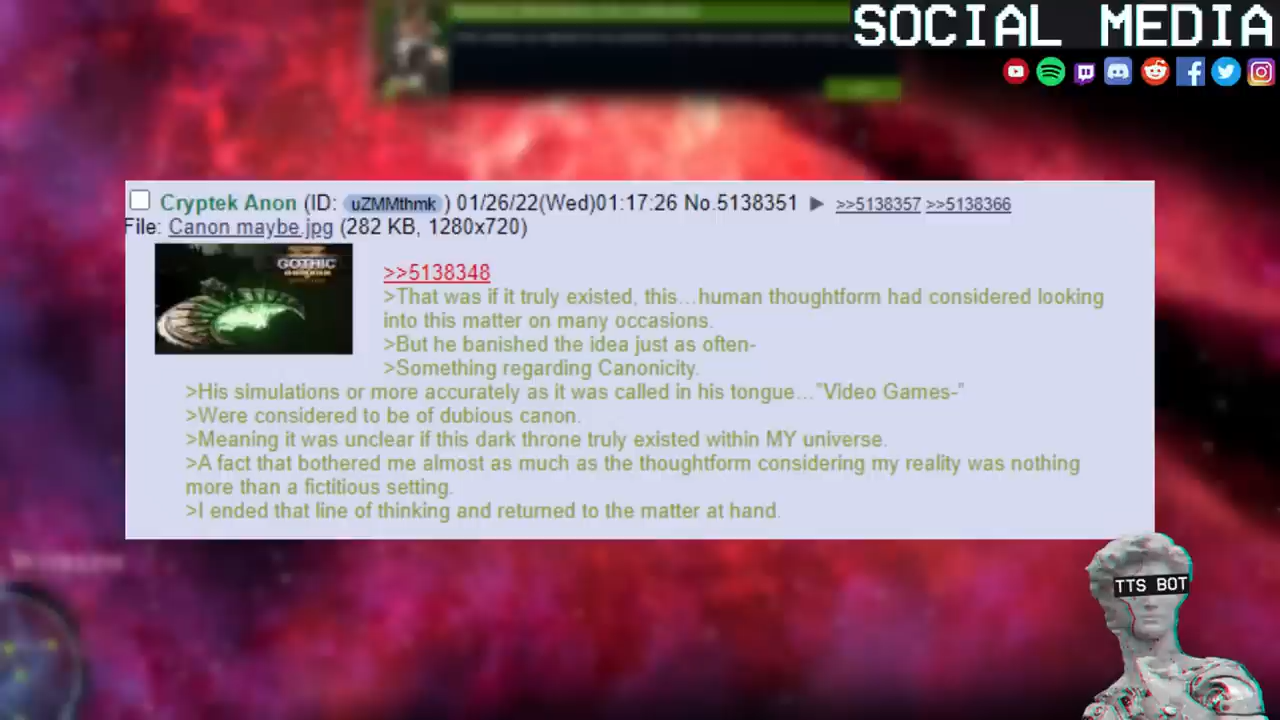 SOCIAL MEDIA
Cryptek Anon (ID: uZMMthmk ) 01/26/22(Wed)01:17:26 No.5138351 ▶ >>5138357 >>5138366
File: Canon maybe.jpg (282 KB, 1280x720)
GOTHIC
>>5138348
>That was if it truly existed, this...human thoughtform had considered looking
into this matter on many occasions.
>But he banished the idea just as often-
>Something regarding Canonicity.
>His simulations or more accurately as it was called in his tongue..."Video Games-"
>Were considered to be of dubious canon.
>Meaning it was unclear if this dark throne truly existed within MY universe.
>A fact that bothered me almost as much as the thoughtform considering my reality was nothing
more than a fictitious setting.
>I ended that line of thinking and returned to the matter at hand.
TTS BOT